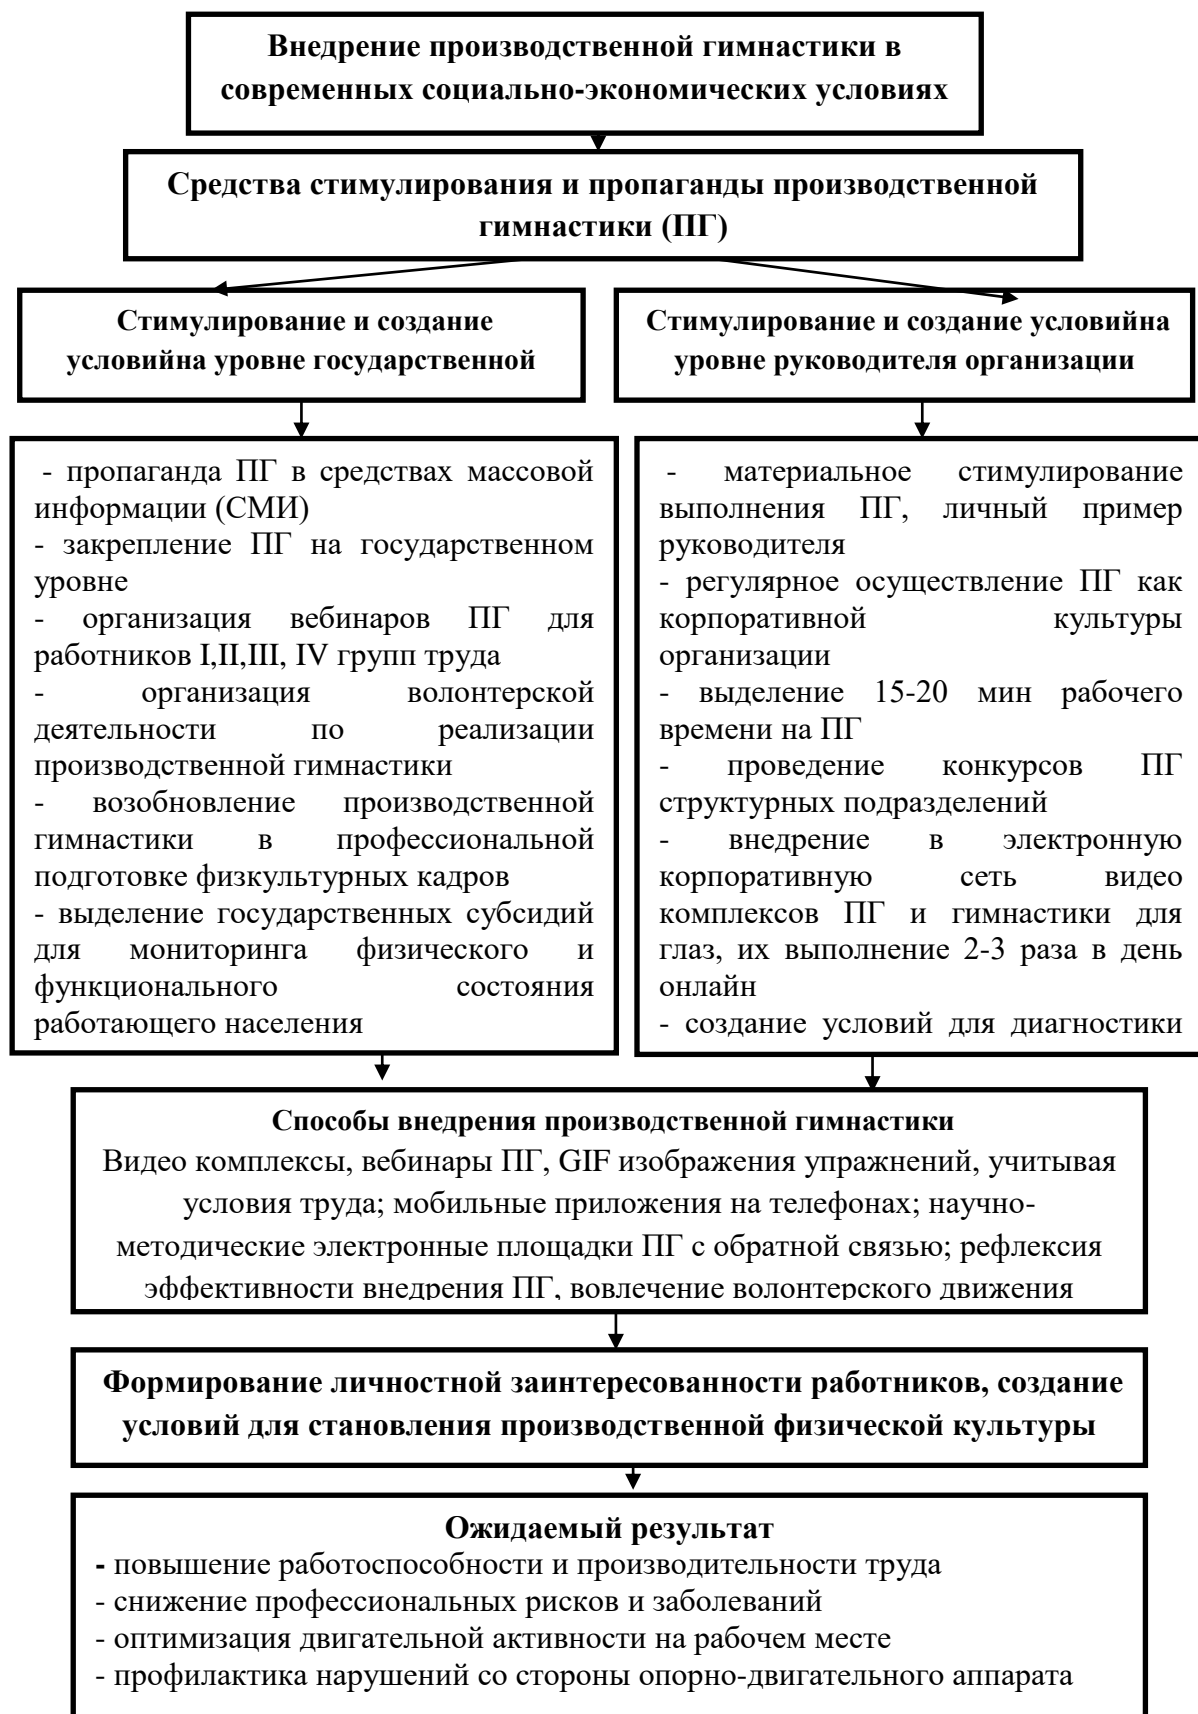 Внедрение производственной гимнастики в
современных социально-экономических условиях
Средства стимулирования и пропаганды производственной
гимнастики (ПГ)
Стимулирование и создание
условийна уровне государственной
Стимулирование и создание условийна
уровне руководителя организации
- пропаганда ПГ в средствах массовой
информации (СМИ)
- закрепление ПГ на государственном
уровне
- организация вебинаров ПГ для
работников I,II,III, IV групп труда
- организация волонтерской
деятельности по реализации
производственной гимнастики
- возобновление производственной
гимнастики в профессиональной
подготовке физкультурных кадров
- выделение государственных субсидий
для мониторинга физического и
функционального состояния
работающего населения
- материальное стимулирование
выполнения ПГ, личный пример
руководителя
- регулярное осуществление ПГ как
корпоративной культуры
организации
- выделение 15-20 мин рабочего
времени на ПГ
- проведение конкурсов ПГ
структурных подразделений
- внедрение в электронную
корпоративную сеть видео
комплексов ПГ и гимнастики для
глаз, их выполнение 2-3 раза в день
онлайн
- создание условий для диагностики
Способы внедрения производственной гимнастики
Видео комплексы, вебинары ПГ, GIF изображения упражнений, учитывая
условия труда; мобильные приложения на телефонах; научно-
методические электронные площадки ПГ с обратной связью; рефлексия
эффективности внедрения ПГ, вовлечение волонтерского движения
Формирование личностной заинтересованности работников, создание
условий для становления производственной физической культуры
Ожидаемый результат
- повышение работоспособности и производительности труда
- снижение профессиональных рисков и заболеваний
- оптимизация двигательной активности на рабочем месте
- профилактика нарушений со стороны опорно-двигательного аппарата